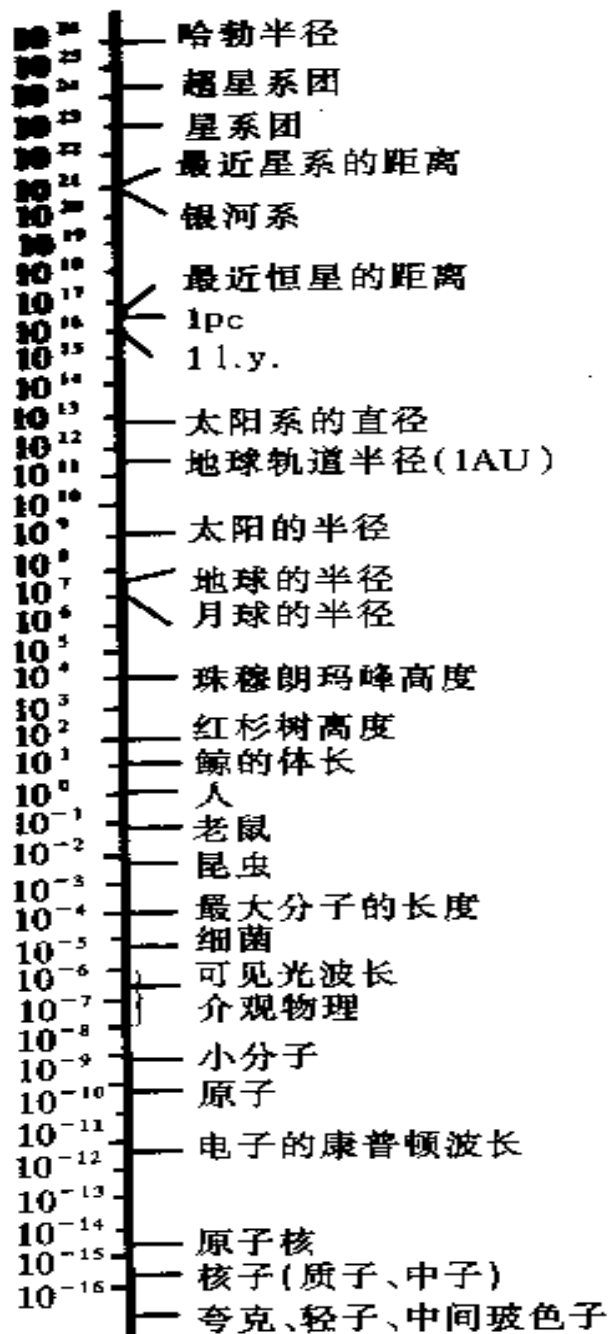 10²⁶ 哈勃半径
10²⁵
10²⁴ 超星系团
10²³ 星系团
10²² 最近星系的距离
10²¹
10²⁰ 银河系
10¹⁹
10¹⁸ 最近恒星的距离
10¹⁷
10¹⁶ 1pc
10¹⁵ 1 l.y.
10¹⁴
10¹³ 太阳系的直径
10¹²
10¹¹ 地球轨道半径(1AU)
10¹⁰
10⁹ 太阳的半径
10⁸
10⁷ 地球的半径
10⁶ 月球的半径
10⁵
10⁴ 珠穆朗玛峰高度
10³
10² 红杉树高度
10¹ 鲸的体长
10⁰ 人
10⁻¹ 老鼠
10⁻² 昆虫
10⁻³
10⁻⁴ 最大分子的长度
10⁻⁵ 细菌
10⁻⁶ 可见光波长
10⁻⁷ 介观物理
10⁻⁸
10⁻⁹ 小分子
10⁻¹⁰ 原子
10⁻¹¹
10⁻¹² 电子的康普顿波长
10⁻¹³
10⁻¹⁴ 原子核
10⁻¹⁵ 核子(质子、中子)
10⁻¹⁶
夸克、轻子、中间玻色子